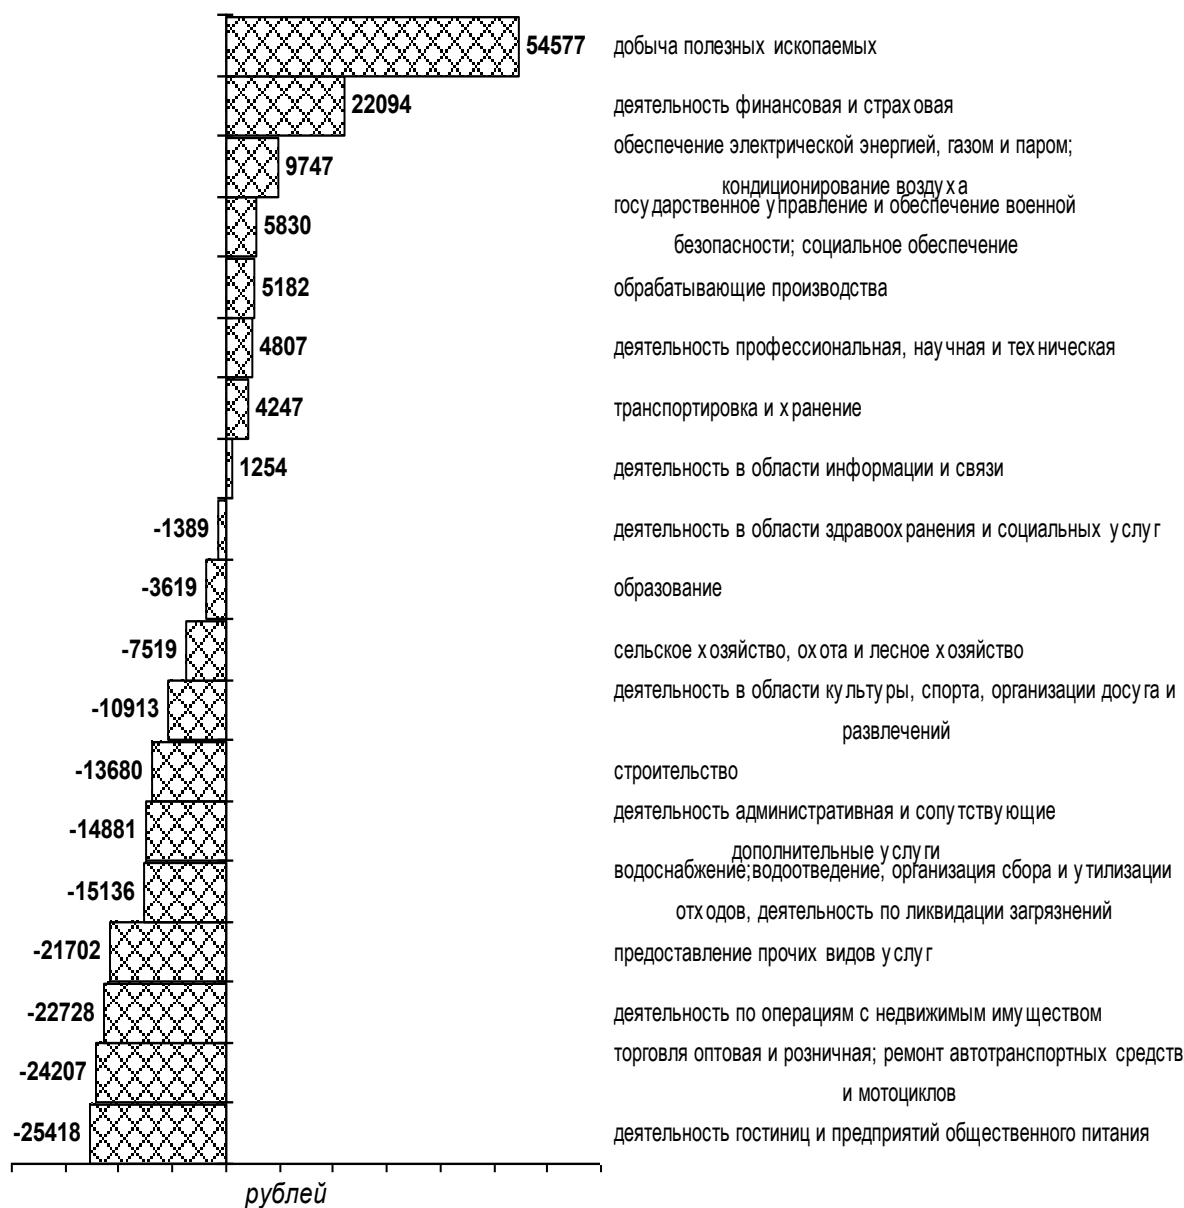 54577 добыча полезных ископаемых
22094 деятельность финансовая и страховая
обеспечение электрической энергией, газом и паром;
9747
кондиционирование воздуха
государственное управление и обеспечение военной
5830
безопасности; социальное обеспечение
5182 обрабатывающие производства
4807 деятельность профессиональная, научная и техническая
4247 транспортировка и хранение
1254 деятельность в области информации и связи
-1389 деятельность в области здравоохранения и социальных услуг
-3619 образование
-7519 сельское хозяйство, охота и лесное хозяйство
деятельность в области культуры, спорта, организации досуга и
-10913
развлечений
-13680 строительство
деятельность административная и сопутствующие
-14881
дополнительные услуги
водоснабжение;водоотведение, организация сбора и утилизации
-15136
отходов, деятельность по ликвидации загрязнений
-21702 предоставление прочих видов услуг
-22728 деятельность по операциям с недвижимым имуществом
торговля оптовая и розничная; ремонт автотранспортных средств
-24207
и мотоциклов
-25418 деятельность гостиниц и предприятий общественного питания
рублей